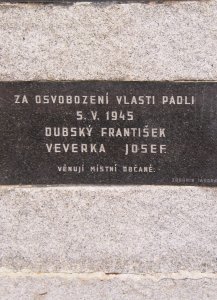 ZA OSVOBOZENÍ VLASTI PADLI
5. V. 1945
DUBSKÝ FRANTIŠEK
VEVERKA JOSEF.
VĚNUJÍ MÍSTNÍ OBČANÉ.